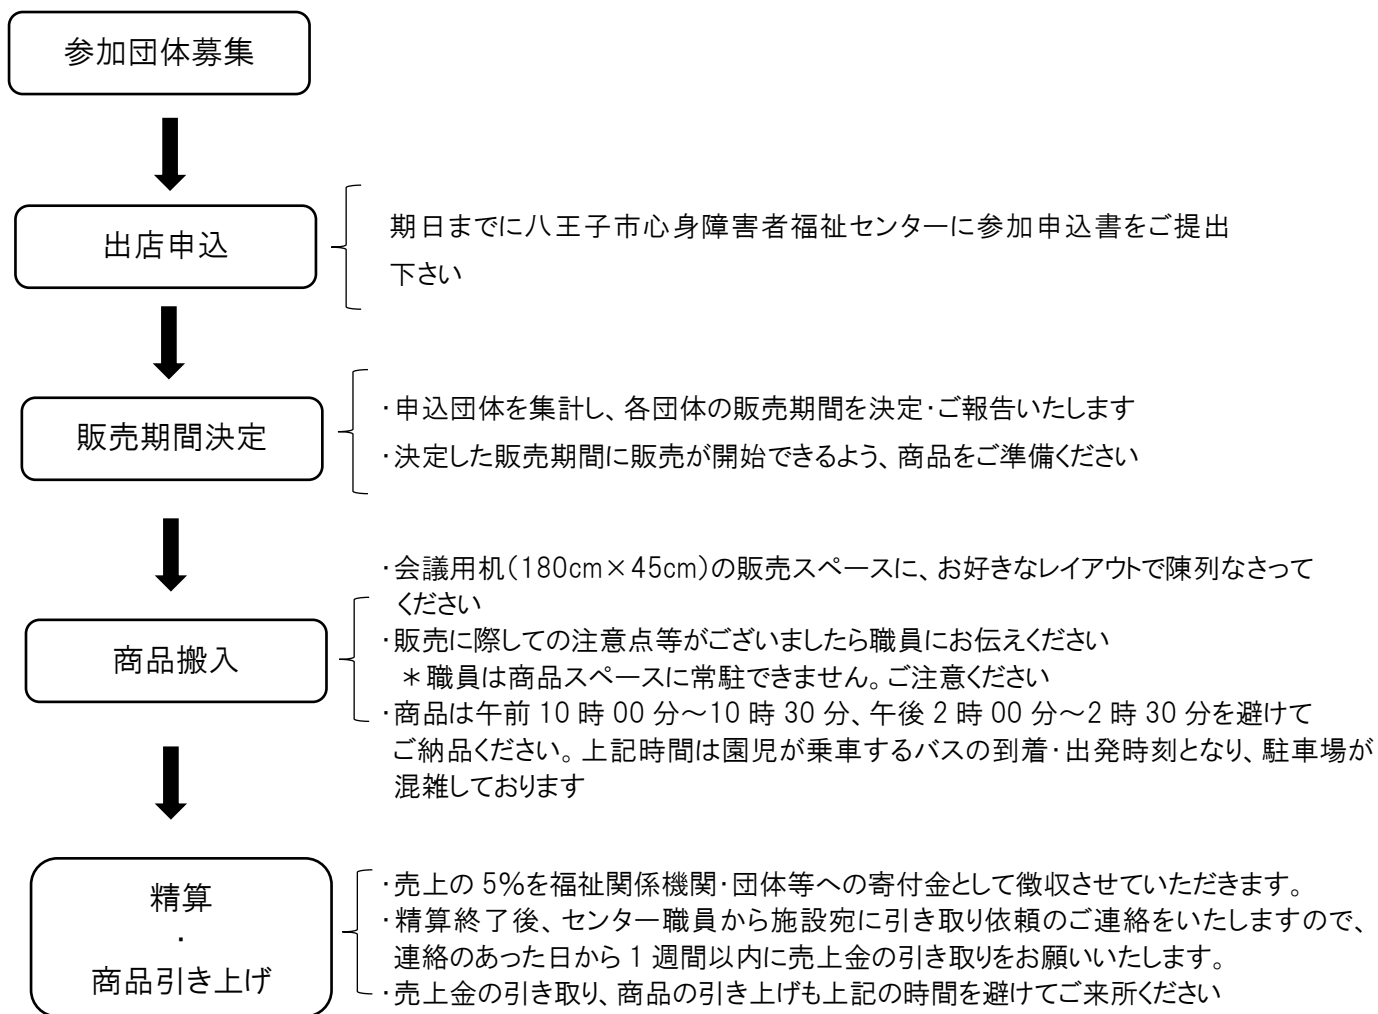 参加団体募集
出店申込
期日までに八王子市心身障害者福祉センターに参加申込書をご提出
下さい
販売期間決定
・申込団体を集計し、各団体の販売期間を決定・ご報告いたします
・決定した販売期間に販売が開始できるよう、商品をご準備ください
商品搬入
・会議用机(180cm×45cm)の販売スペースに、お好きなレイアウトで陳列なさって
ください
・販売に際しての注意点等がございましたら職員にお伝えください
＊職員は商品スペースに常駐できません。ご注意ください
・商品は午前 10 時 00 分～10 時 30 分、午後 2 時 00 分～2 時 30 分を避けて
ご納品ください。上記時間は園児が乗車するバスの到着・出発時刻となり、駐車場が
混雑しております
精算
・
商品引き上げ
・売上の 5%を福祉関係機関・団体等への寄付金として徴収させていただきます。
・精算終了後、センター職員から施設宛に引き取り依頼のご連絡をいたしますので、
連絡のあった日から 1 週間以内に売上金の引き取りをお願いいたします。
・売上金の引き取り、商品の引き上げも上記の時間を避けてご来所ください